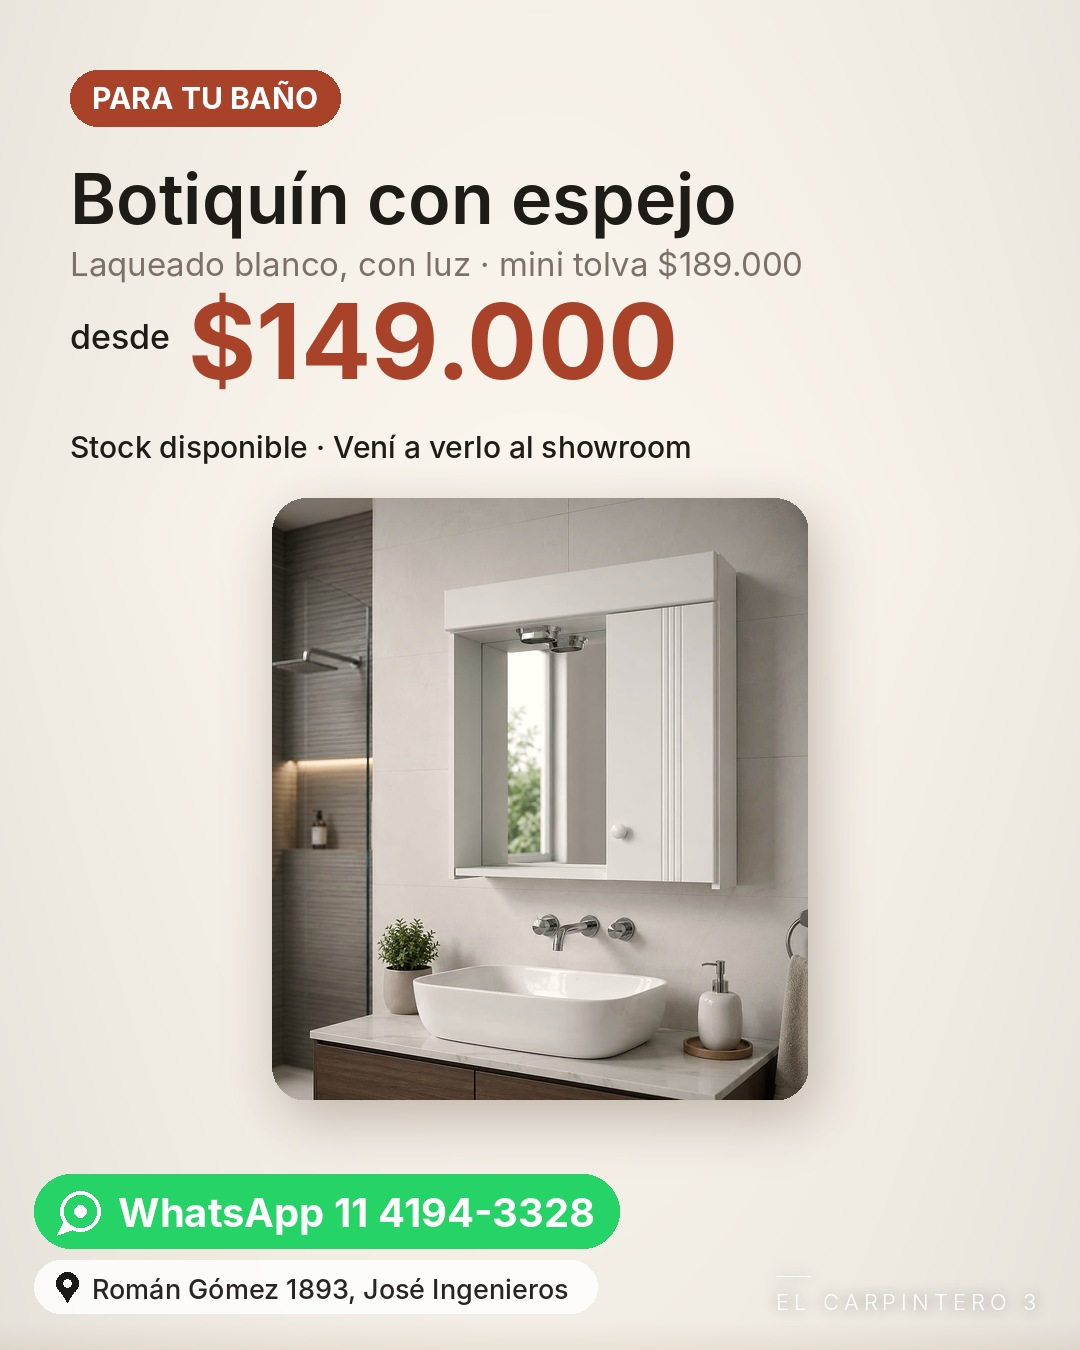 PARA TU BAÑO
Botiquín con espejo
Laqueado blanco, con luz · mini tolva $189.000
desde $149.000
Stock disponible · Vení a verlo al showroom
WhatsApp 11 4194-3328
Román Gómez 1893, José Ingenieros
EL CARPINTERO 3